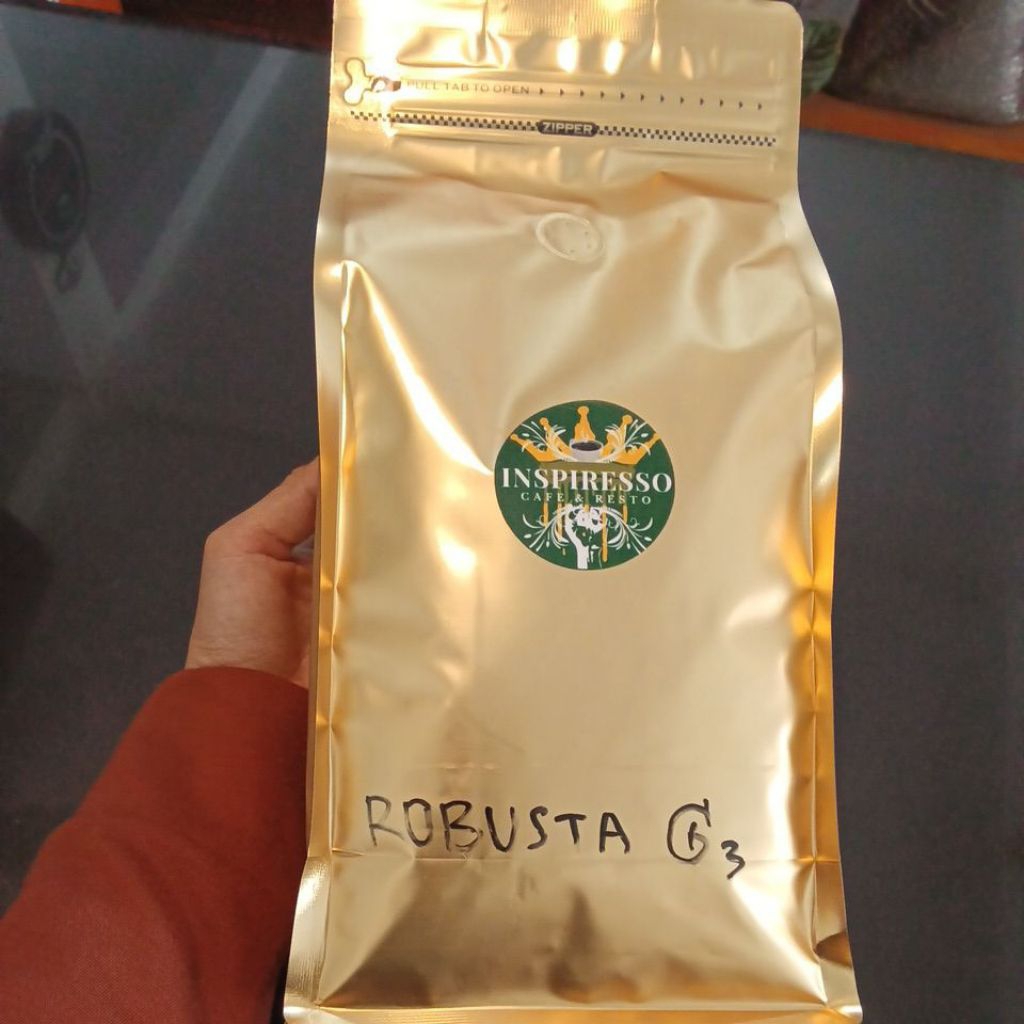 PULL TAB TO OPEN
ZIPPER
INSPIRESSO
CAFE & RESTO
ROBUSTA G3